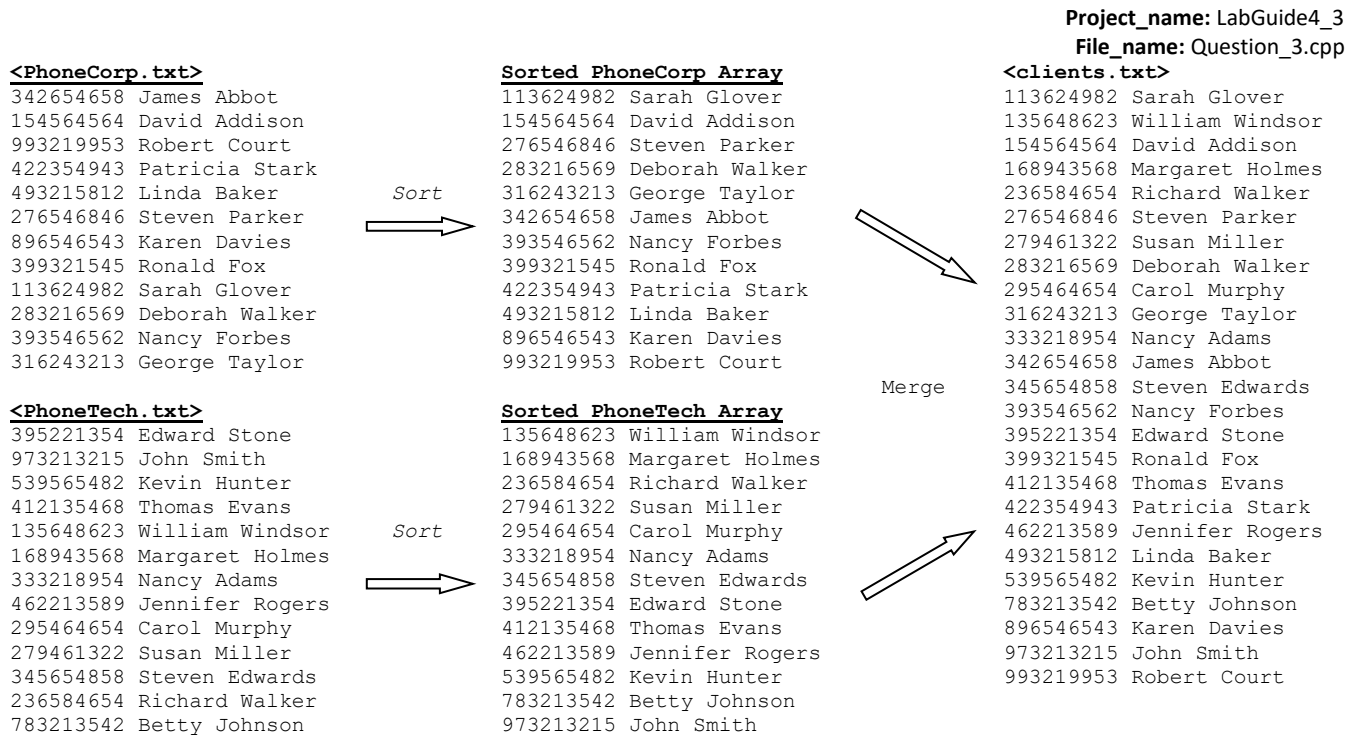 Project_name: LabGuide4_3
File_name: Question_3.cpp
<PhoneCorp.txt>
342654658 James Abbot
154564564 David Addison
993219953 Robert Court
422354943 Patricia Stark
493215812 Linda Baker
276546846 Steven Parker
896546543 Karen Davies
399321545 Ronald Fox
113624982 Sarah Glover
283216569 Deborah Walker
393546562 Nancy Forbes
316243213 George Taylor
Sort
Sorted PhoneCorp Array
113624982 Sarah Glover
154564564 David Addison
276546846 Steven Parker
283216569 Deborah Walker
316243213 George Taylor
342654658 James Abbot
393546562 Nancy Forbes
399321545 Ronald Fox
422354943 Patricia Stark
493215812 Linda Baker
896546543 Karen Davies
993219953 Robert Court
<PhoneTech.txt>
395221354 Edward Stone
973213215 John Smith
539565482 Kevin Hunter
412135468 Thomas Evans
135648623 William Windsor
168943568 Margaret Holmes
333218954 Nancy Adams
462213589 Jennifer Rogers
295464654 Carol Murphy
279461322 Susan Miller
345654858 Steven Edwards
236584654 Richard Walker
783213542 Betty Johnson
Sort
Sorted PhoneTech Array
135648623 William Windsor
168943568 Margaret Holmes
236584654 Richard Walker
279461322 Susan Miller
295464654 Carol Murphy
333218954 Nancy Adams
345654858 Steven Edwards
395221354 Edward Stone
412135468 Thomas Evans
462213589 Jennifer Rogers
539565482 Kevin Hunter
783213542 Betty Johnson
973213215 John Smith
Merge
<clients.txt>
113624982 Sarah Glover
135648623 William Windsor
154564564 David Addison
168943568 Margaret Holmes
236584654 Richard Walker
276546846 Steven Parker
279461322 Susan Miller
283216569 Deborah Walker
295464654 Carol Murphy
316243213 George Taylor
333218954 Nancy Adams
342654658 James Abbot
345654858 Steven Edwards
393546562 Nancy Forbes
395221354 Edward Stone
399321545 Ronald Fox
412135468 Thomas Evans
422354943 Patricia Stark
462213589 Jennifer Rogers
493215812 Linda Baker
539565482 Kevin Hunter
783213542 Betty Johnson
896546543 Karen Davies
973213215 John Smith
993219953 Robert Court